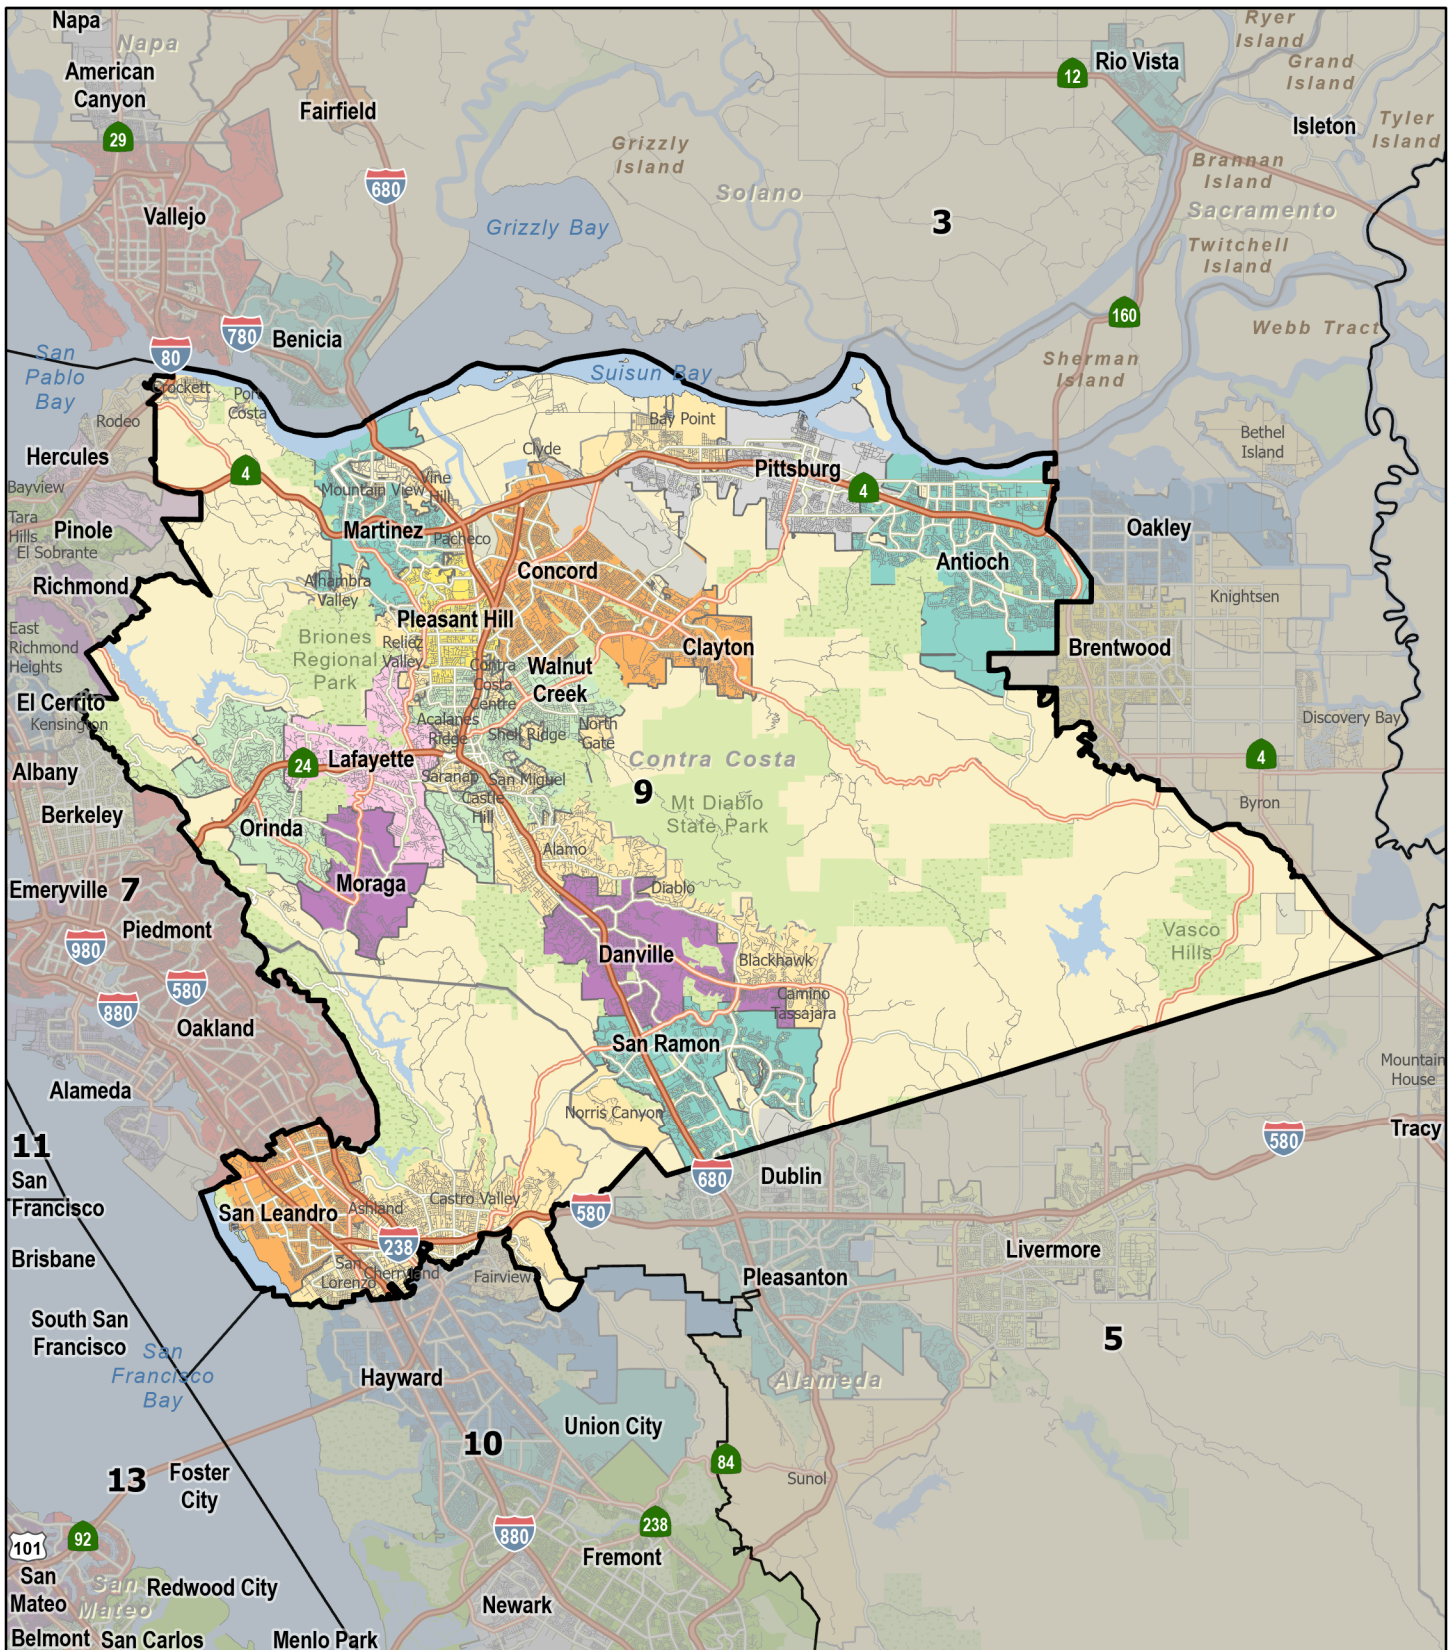 Napa
Napa
American
Canyon
29
Fairfield
680
Vallejo
Grizzly
Island
Solano
Grizzly Bay
3
12
Rio Vista
Ryer
Island
Grand
Island
Isleton
Tyler
Island
Brannan
Island
Sacramento
Twitchell
Island
160
Webb Tract
Sherman
Island
780
80
Benicia
San
Pablo
Bay
Crockett
Port
Costa
Suisun Bay
Rodeo
Bay Point
Hercules
4
Clyde
Bethel
Island
Pittsburg
4
Bayview
Mountain View
Vine
Hill
Tara
Hills
Pinole
El Sobrante
Martinez
Pacheco
Oakley
Antioch
Richmond
Alhambra
Valley
Concord
Knightsen
Pleasant Hill
East
Richmond
Heights
Briones
Regional
Park
Reliez
Valley
Clayton
Brentwood
Contra
Costa
Centre
Walnut
Creek
El Cerrito
Kensington
Acalanes
Ridge
Shell Ridge
North
Gate
Discovery Bay
Albany
24
Lafayette
Saranap
San Miguel
Contra Costa
4
9
Castle
Hill
Mt Diablo
State Park
Byron
Berkeley
Orinda
Alamo
Emeryville
7
Moraga
Diablo
Piedmont
980
Danville
Blackhawk
Vasco
Hills
580
880
Camino
Tassajara
Oakland
San Ramon
Alameda
Mountain
House
Norris Canyon
580
Tracy
11
San
Francisco
680
Dublin
San Leandro
Ashland
Castro Valley
580
238
Brisbane
San
Lorenzo
Cherryland
Fairview
Livermore
Pleasanton
South San
Francisco
San
Francisco
Bay
5
Hayward
Alameda
Union City
10
84
13
Foster
City
Sunol
92
101
880
238
San
Mateo
San
Mateo
Redwood City
Fremont
Newark
Belmont
San Carlos
Menlo Park